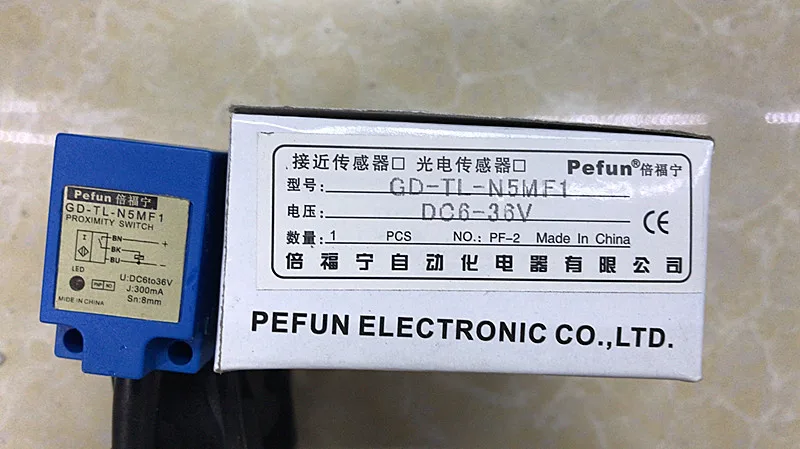 Pefun 倍福宁
GD-TL-N5MF1
PROXIMITY SWITCH
BN +
BK
BU -
LED
PNP NO
U:DC6to36V
J:300mA
Sn:8mm
MADE IN CHINA
接近传感器□ 光电传感器□ Pefun®倍福宁
型号: GD-TL-N5MF1
电压: DC6-36V
数量: 1 PCS NO.: PF-2 Made In China
CE
倍福宁自动化电器有限公司
PEFUN ELECTRONIC CO.,LTD.